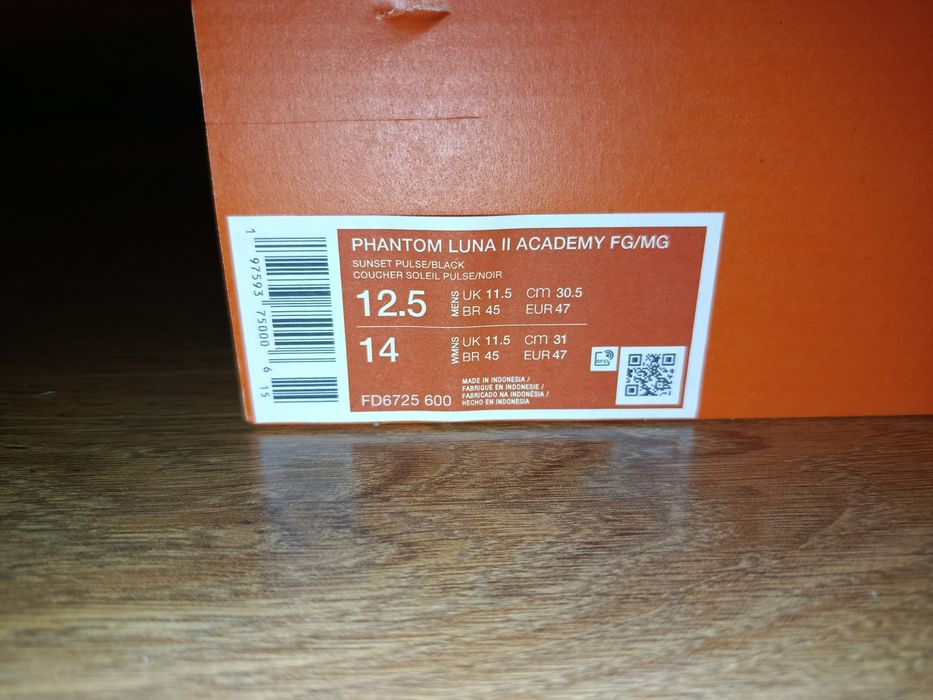 PHANTOM LUNA II ACADEMY FG/MG
SUNSET PULSE/BLACK
COUCHER SOLEIL PULSE/NOIR
12.5 MENS UK 11.5 cm 30.5
BR 45 EUR 47
14 WMNS UK 11.5 cm 31
BR 45 EUR 47
FD6725 600
MADE IN INDONESIA /
FABRIQUE EN INDONESIE /
FABRICADO NA INDONÉSIA /
HECHO EN INDONESIA
RFID
1 97593 75000 6 15